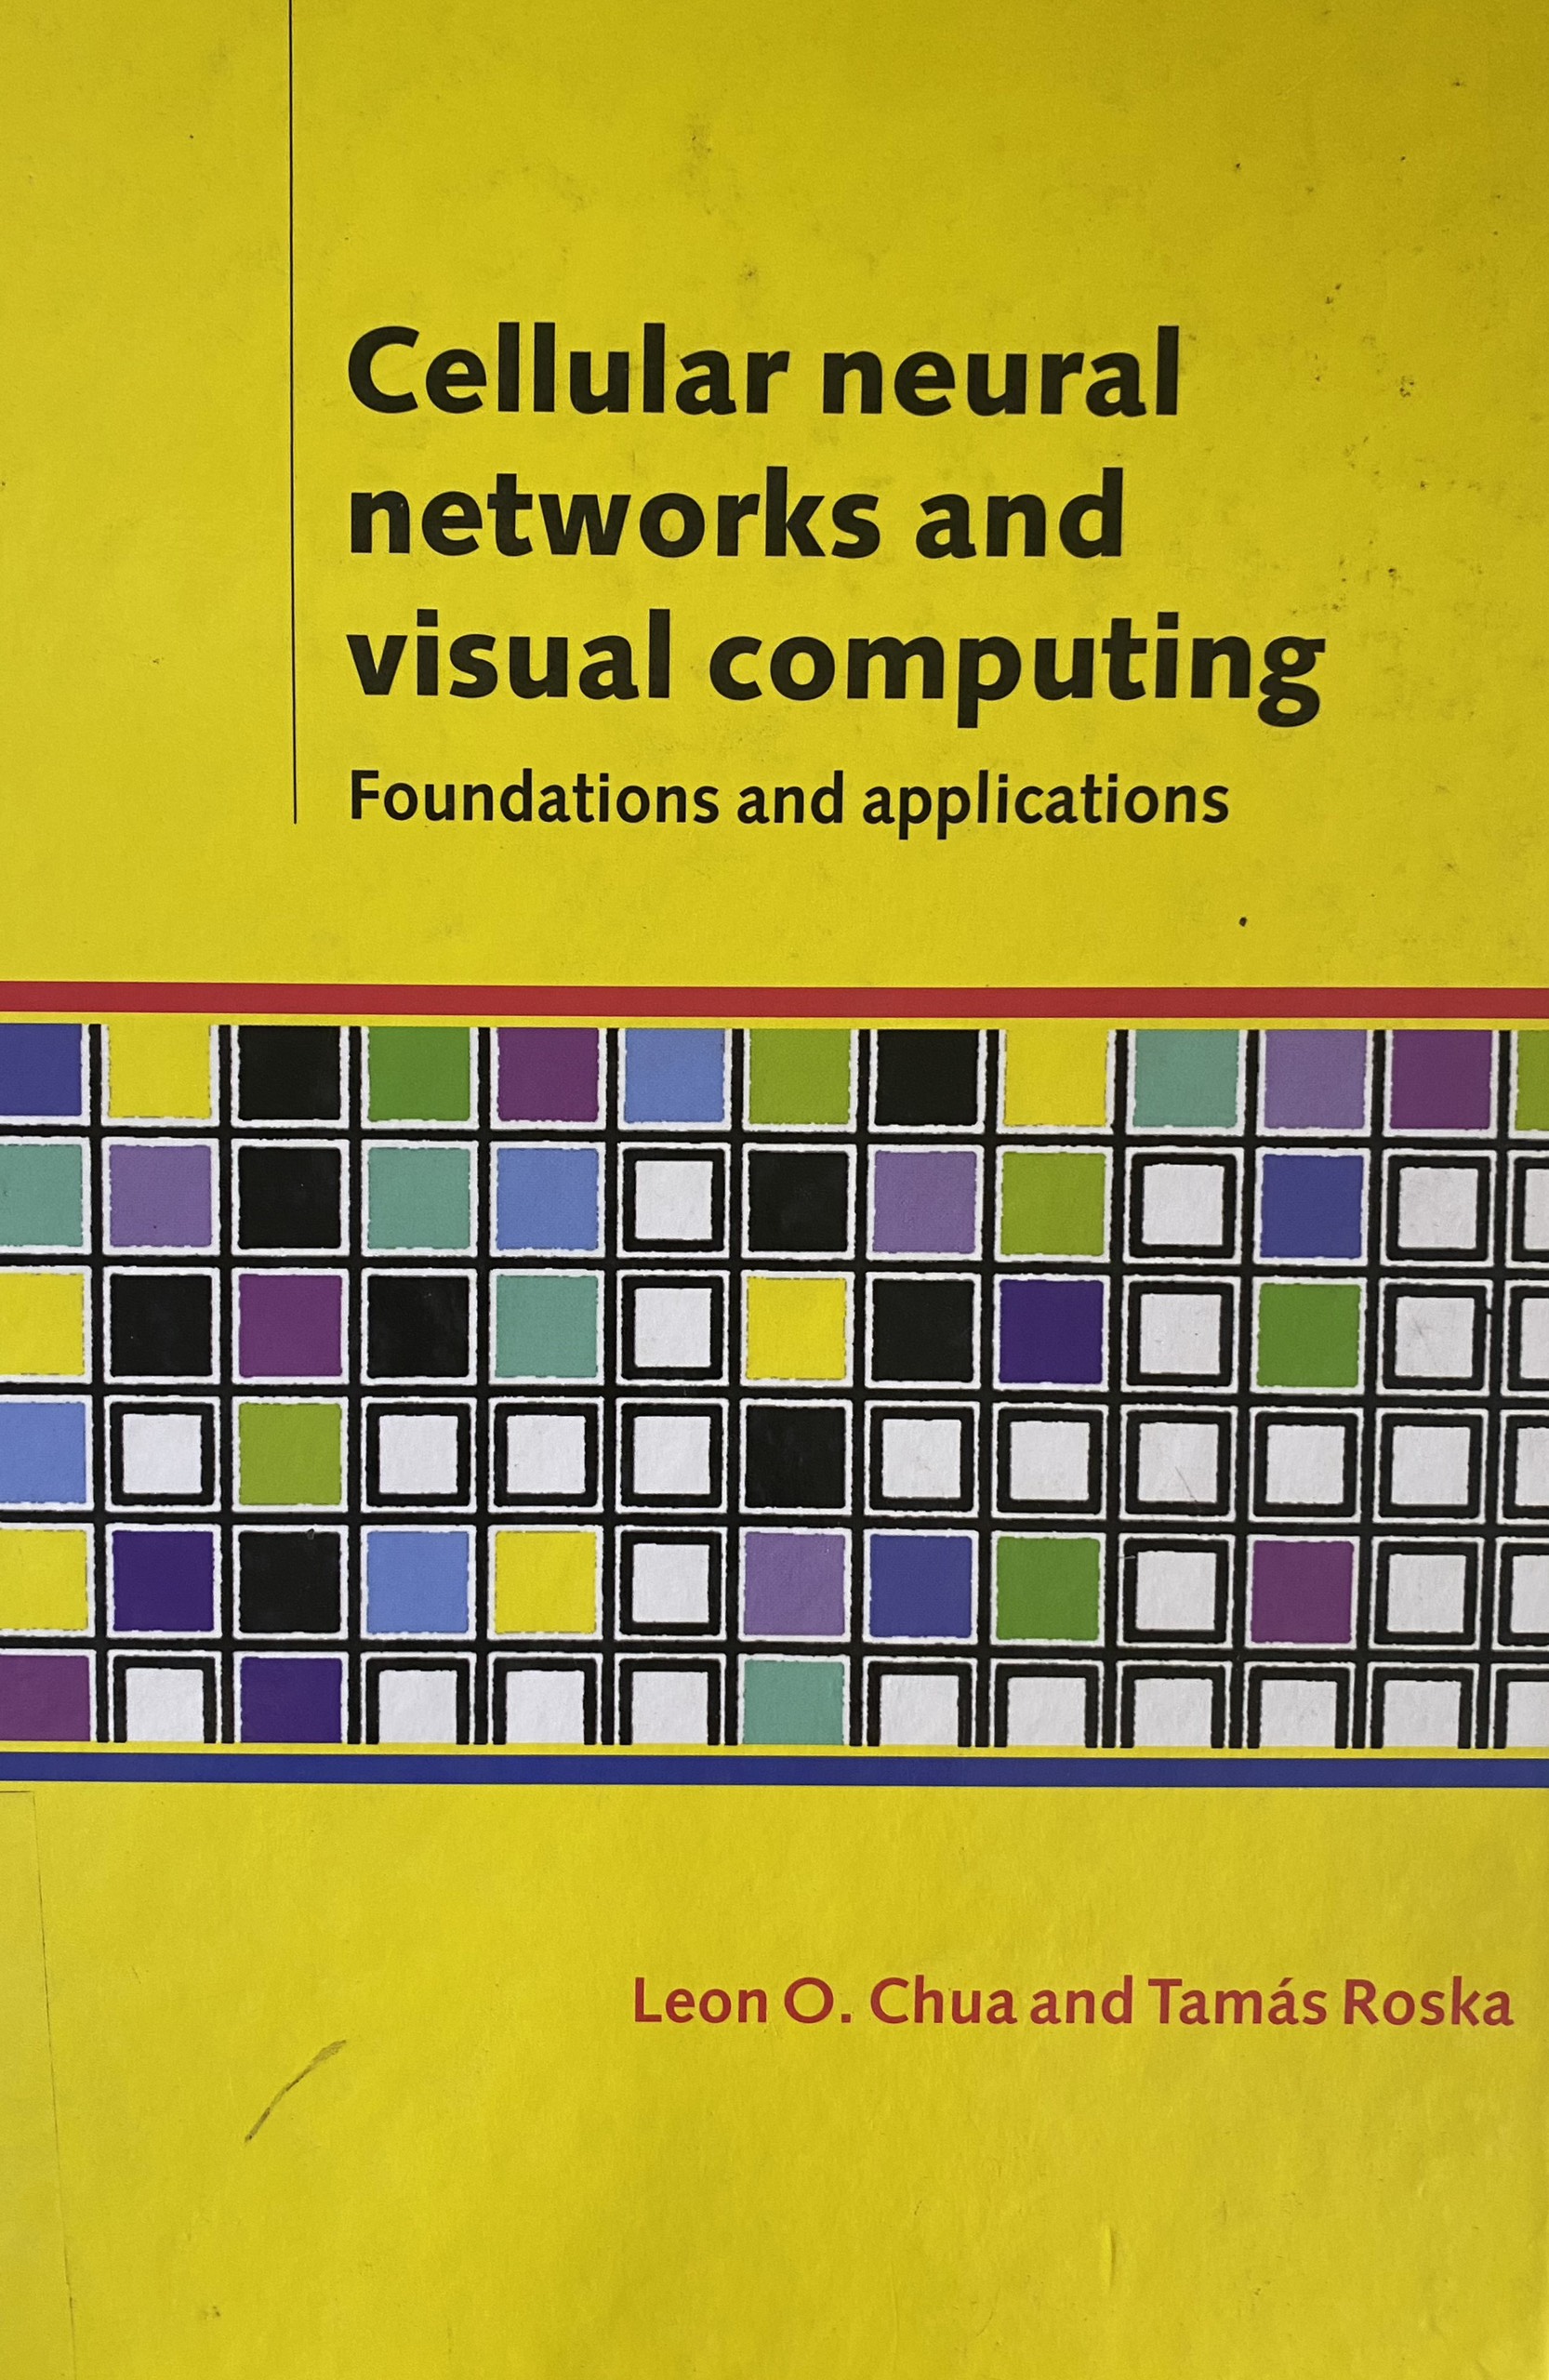 Cellular neural
networks and
visual computing
Foundations and applications
Leon O. Chua and Tamás Roska